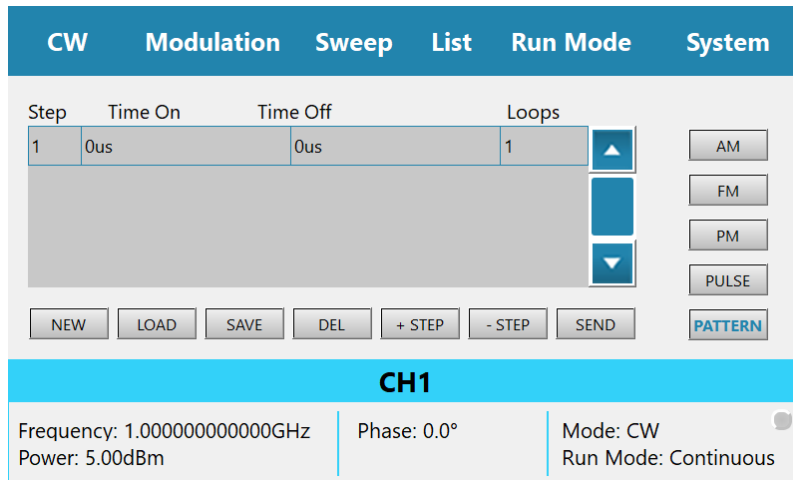 CW Modulation Sweep List Run Mode System
Step Time On Time Off Loops
1 0us 0us 1
AM
FM
PM
PULSE
NEW LOAD SAVE DEL + STEP - STEP SEND PATTERN
CH1
Frequency: 1.000000000000GHz Phase: 0.0° Mode: CW
Power: 5.00dBm Run Mode: Continuous